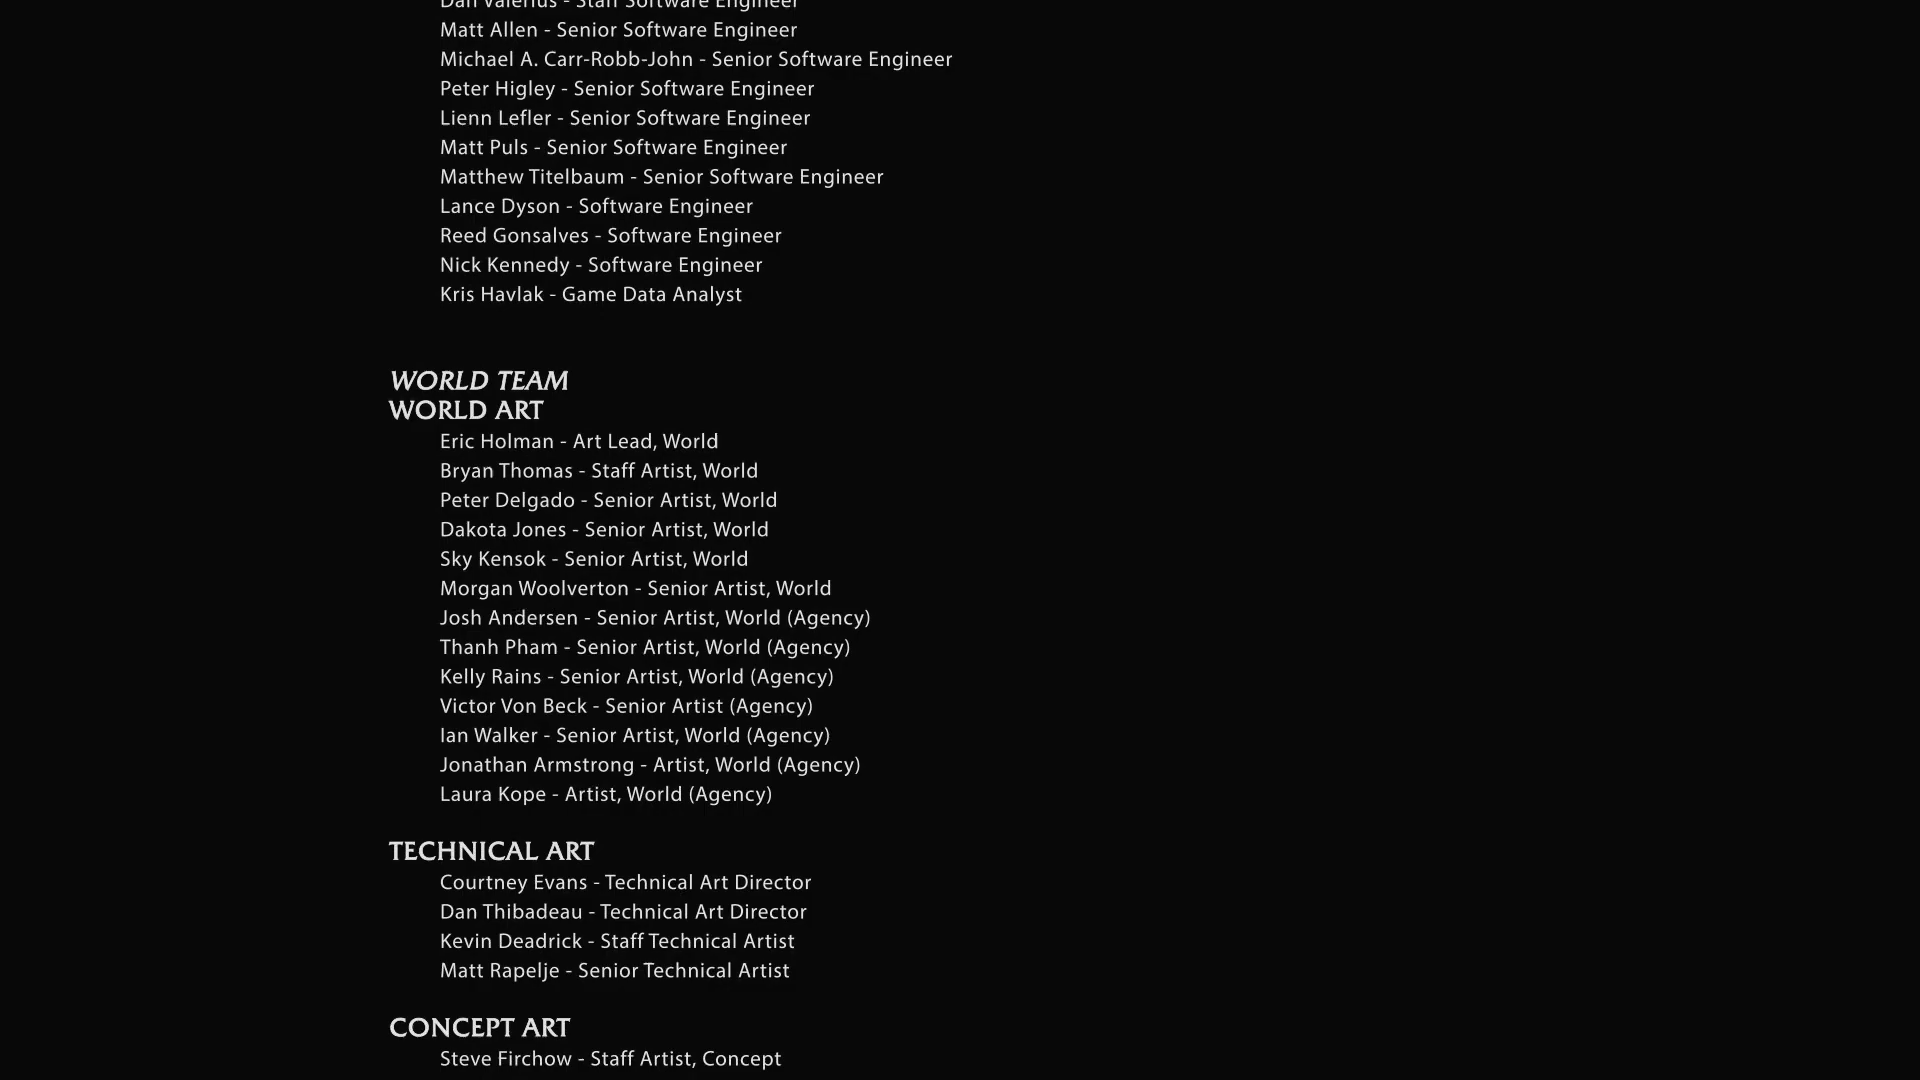 Dan Valerius - Staff Software Engineer
Matt Allen - Senior Software Engineer
Michael A. Carr-Robb-John - Senior Software Engineer
Peter Higley - Senior Software Engineer
Lienn Lefler - Senior Software Engineer
Matt Puls - Senior Software Engineer
Matthew Titelbaum - Senior Software Engineer
Lance Dyson - Software Engineer
Reed Gonsalves - Software Engineer
Nick Kennedy - Software Engineer
Kris Havlak - Game Data Analyst
WORLD TEAM
WORLD ART
Eric Holman - Art Lead, World
Bryan Thomas - Staff Artist, World
Peter Delgado - Senior Artist, World
Dakota Jones - Senior Artist, World
Sky Kensok - Senior Artist, World
Morgan Woolverton - Senior Artist, World
Josh Andersen - Senior Artist, World (Agency)
Thanh Pham - Senior Artist, World (Agency)
Kelly Rains - Senior Artist, World (Agency)
Victor Von Beck - Senior Artist (Agency)
Ian Walker - Senior Artist, World (Agency)
Jonathan Armstrong - Artist, World (Agency)
Laura Kope - Artist, World (Agency)
TECHNICAL ART
Courtney Evans - Technical Art Director
Dan Thibadeau - Technical Art Director
Kevin Deadrick - Staff Technical Artist
Matt Rapelje - Senior Technical Artist
CONCEPT ART
Steve Firchow - Staff Artist, Concept